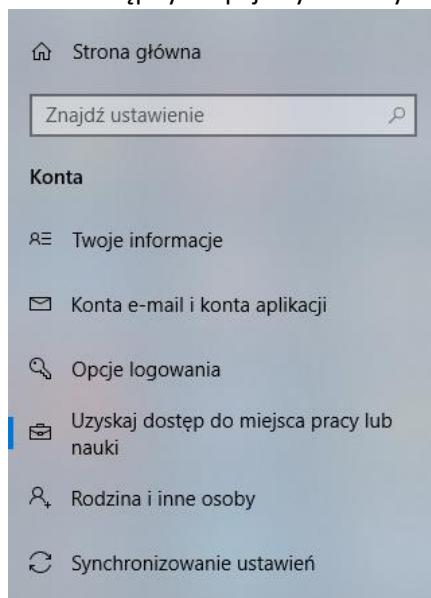 Strona główna
Znajdź ustawienie
Konta
Twoje informacje
Konta e-mail i konta aplikacji
Opcje logowania
Uzyskaj dostęp do miejsca pracy lub
nauki
Rodzina i inne osoby
Synchronizowanie ustawień